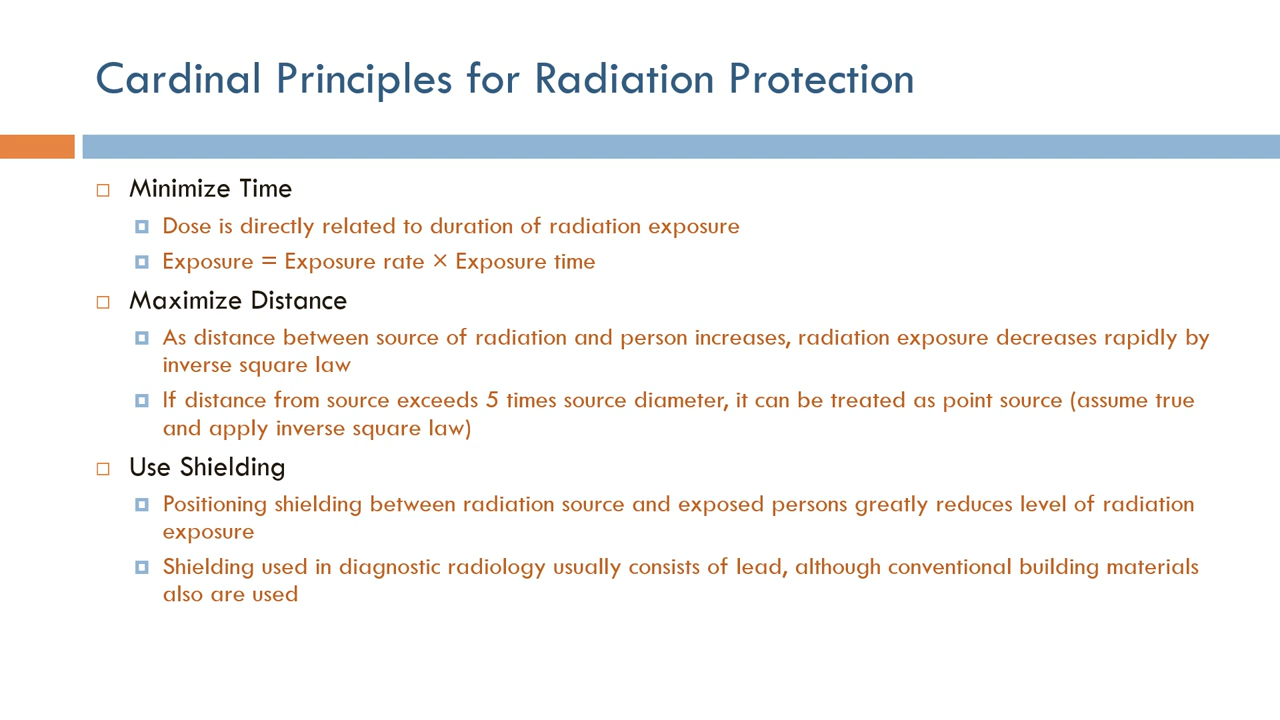 Cardinal Principles for Radiation Protection
Minimize Time
Dose is directly related to duration of radiation exposure
Exposure = Exposure rate × Exposure time
Maximize Distance
As distance between source of radiation and person increases, radiation exposure decreases rapidly by
inverse square law
If distance from source exceeds 5 times source diameter, it can be treated as point source (assume true
and apply inverse square law)
Use Shielding
Positioning shielding between radiation source and exposed persons greatly reduces level of radiation
exposure
Shielding used in diagnostic radiology usually consists of lead, although conventional building materials
also are used